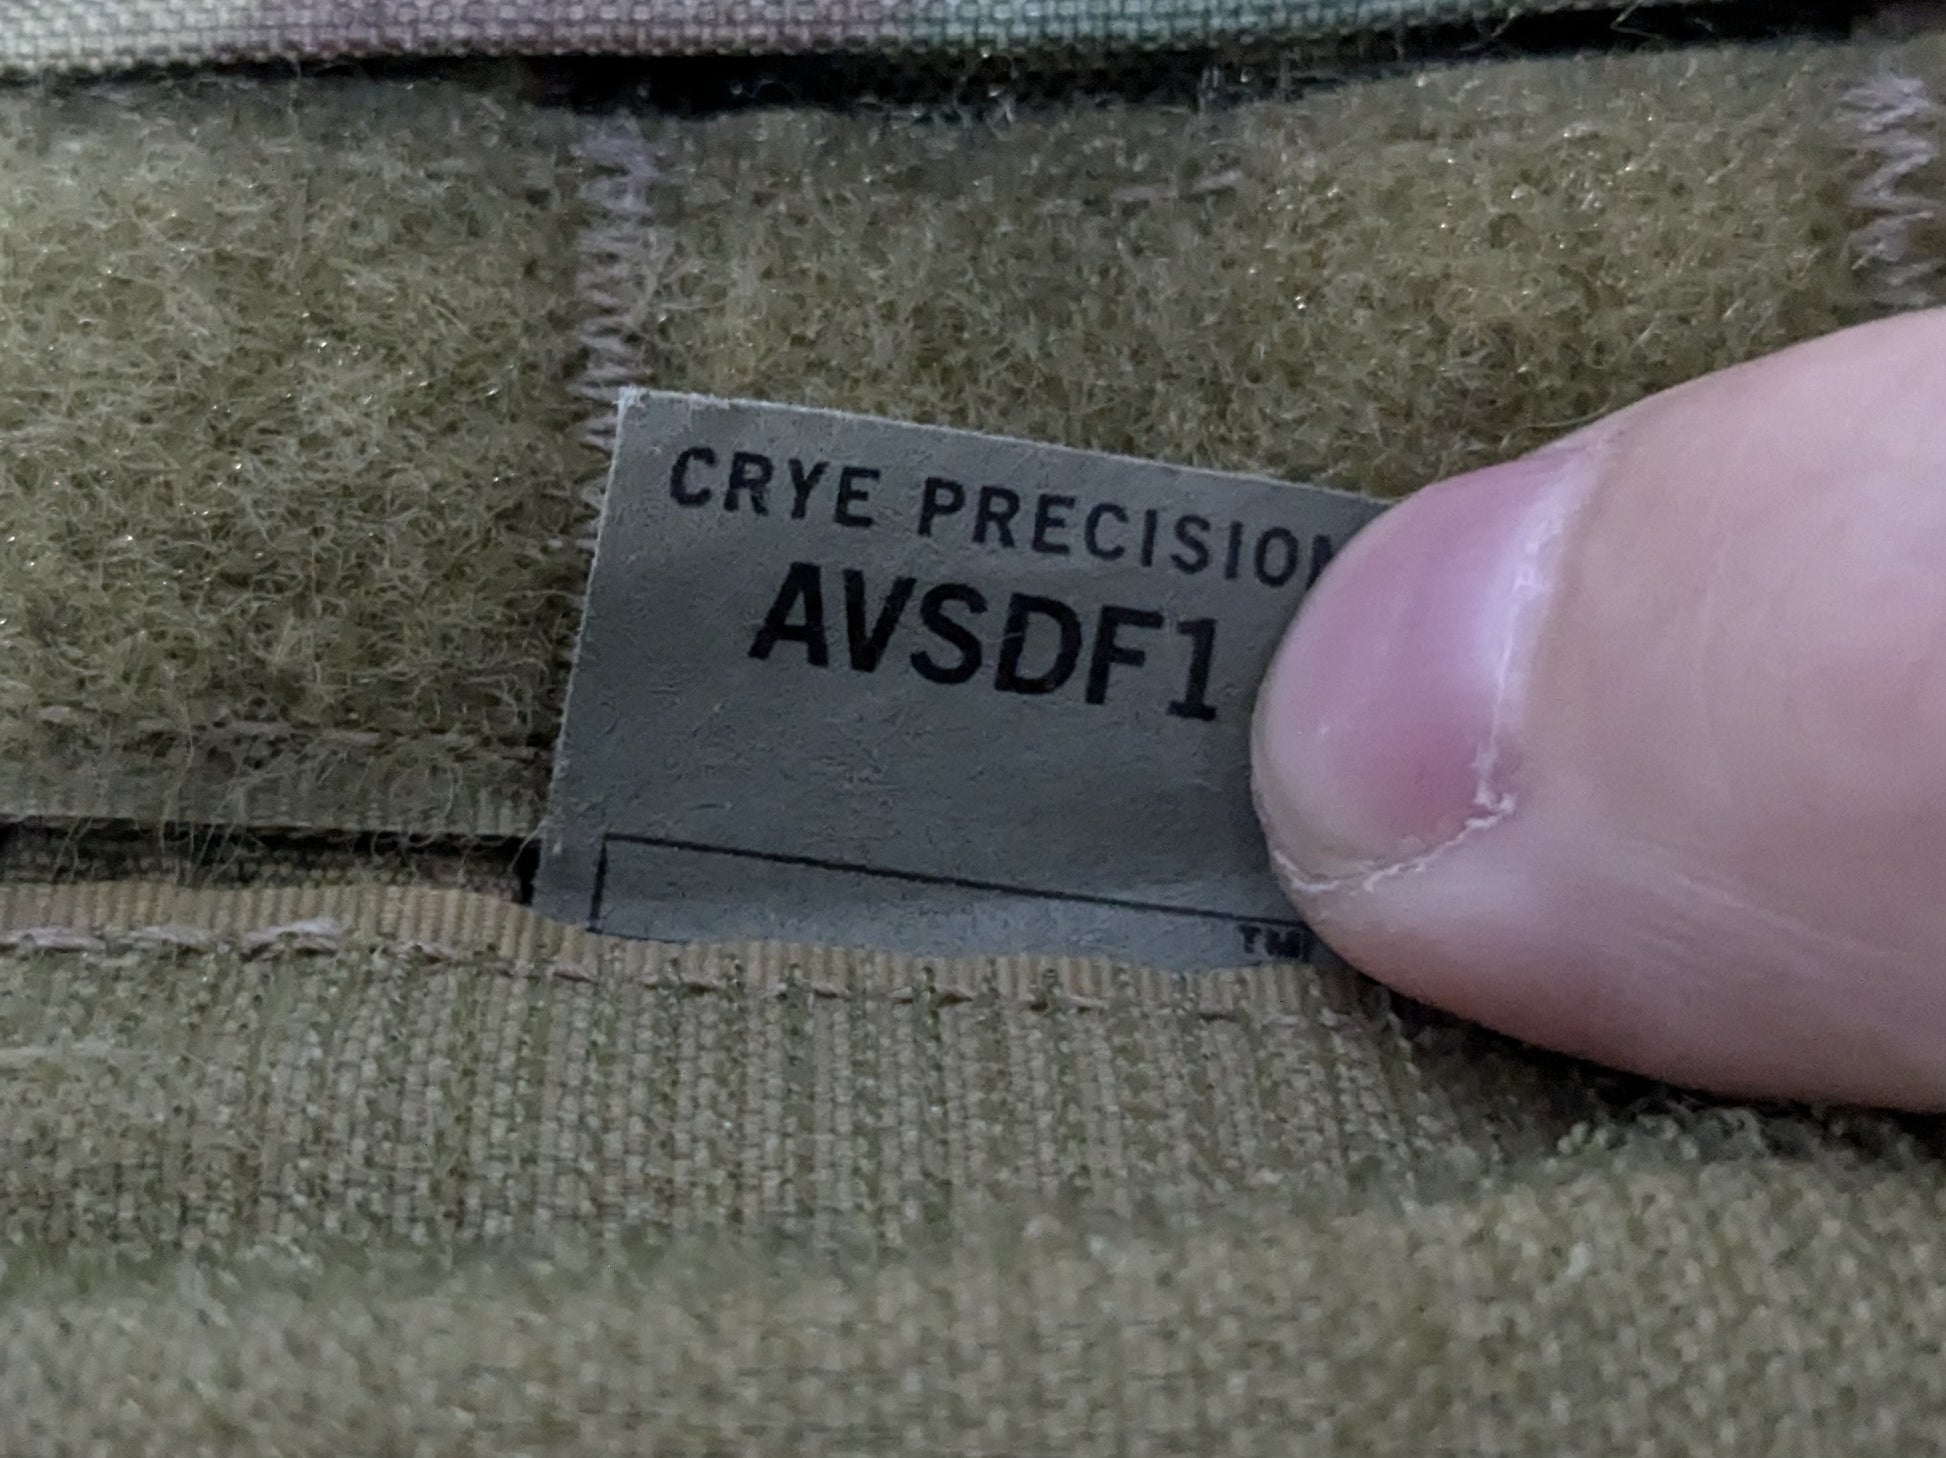 CRYE PRECISION
AVSDF1
TM